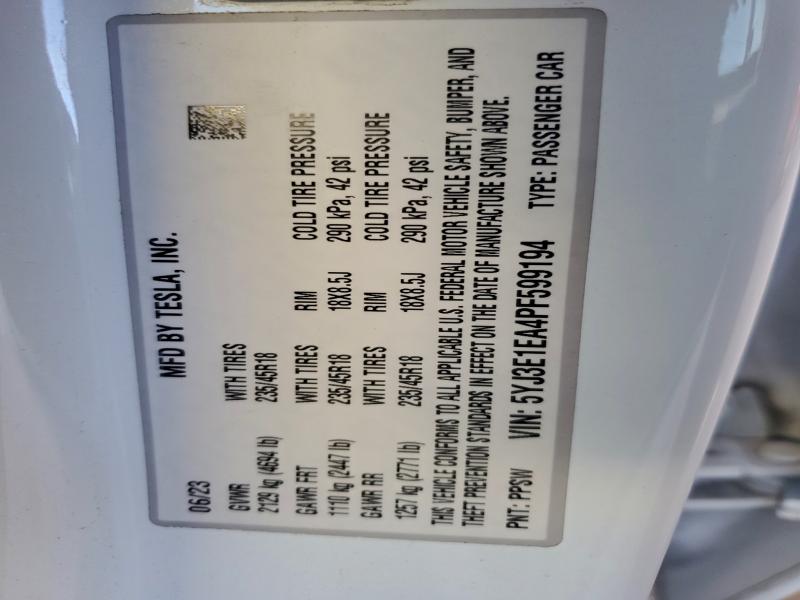 MFD BY TESLA, INC.
06/23
GVWR WITH TIRES
2129 kg (4694 lb) 235/45R18
GAWR FRT WITH TIRES RIM COLD TIRE PRESSURE
1110 kg (2447 lb) 235/45R18 18X8.5J 290 kPa, 42 psi
GAWR RR WITH TIRES RIM COLD TIRE PRESSURE
1257 kg (2771 lb) 235/45R18 18X8.5J 290 kPa, 42 psi
THIS VEHICLE CONFORMS TO ALL APPLICABLE U.S. FEDERAL MOTOR VEHICLE SAFETY, BUMPER, AND
THEFT PREVENTION STANDARDS IN EFFECT ON THE DATE OF MANUFACTURE SHOWN ABOVE.
PNT: PPSW VIN: 5YJ3E1EA4PF599194 TYPE: PASSENGER CAR